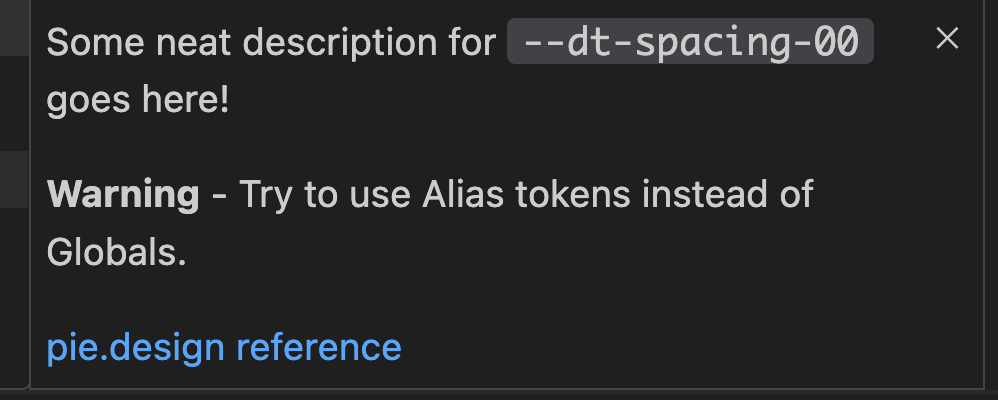 Some neat description for --dt-spacing-00
goes here!
Warning - Try to use Alias tokens instead of
Globals.
pie.design reference